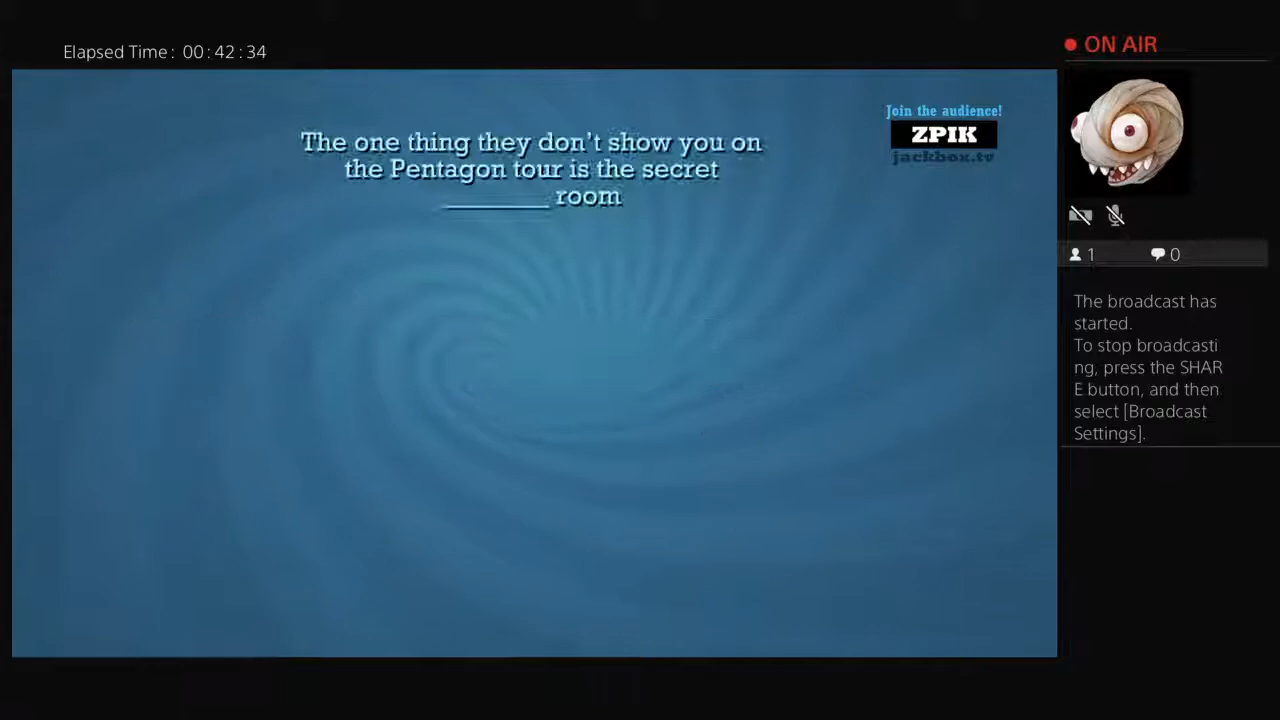 Elapsed Time: 00:42:34
ON AIR
Join the audience!
ZPIK
jackbox.tv
The one thing they don't show you on
the Pentagon tour is the secret
________ room
1
0
The broadcast has
started.
To stop broadcasti
ng, press the SHAR
E button, and then
select [Broadcast
Settings].